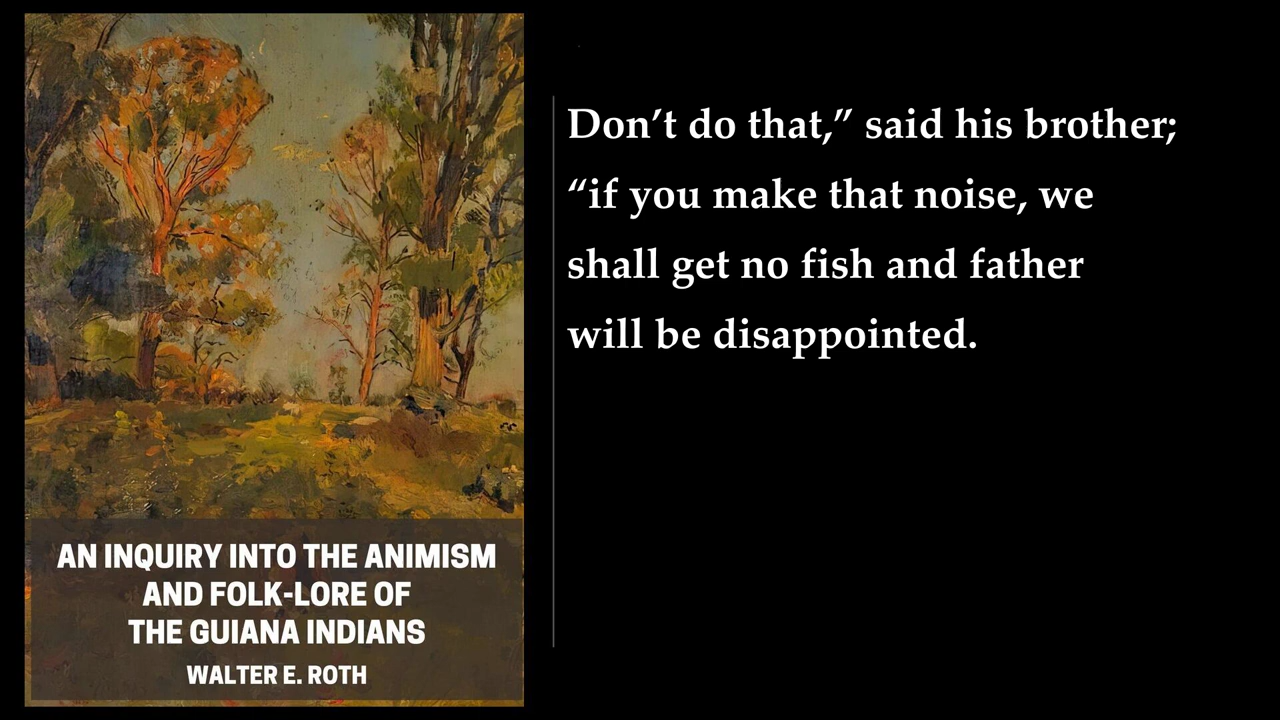 Don’t do that,” said his brother;
“if you make that noise, we
shall get no fish and father
will be disappointed.
AN INQUIRY INTO THE ANIMISM
AND FOLK-LORE OF
THE GUIANA INDIANS
WALTER E. ROTH